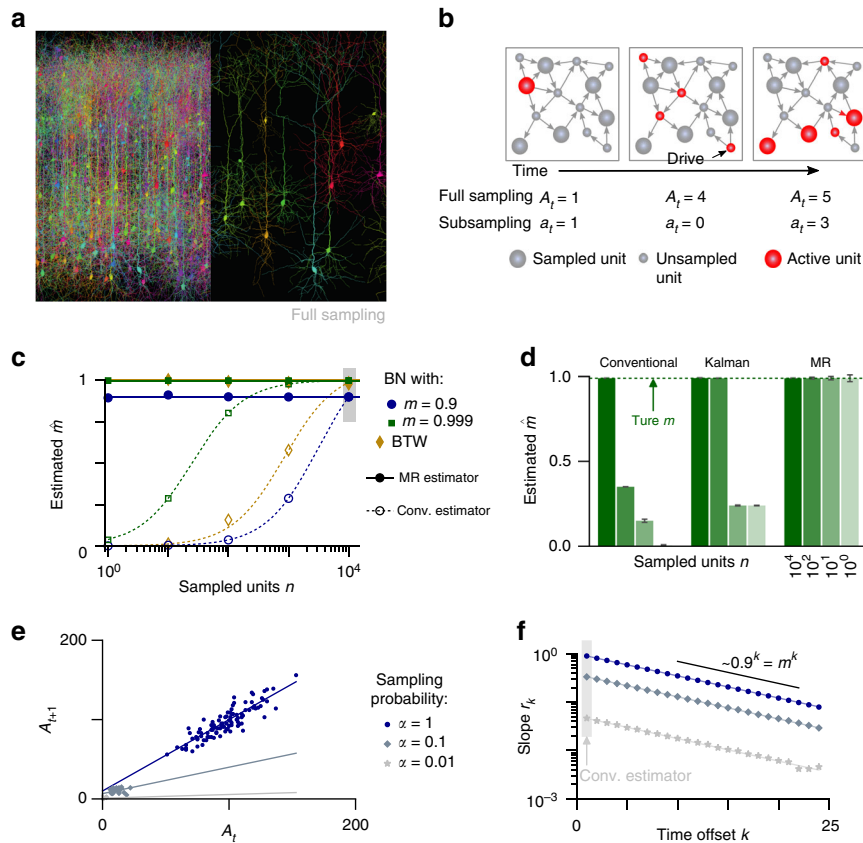 a
Full sampling
b
Drive
Time
Full sampling A_t = 1 A_t = 4 A_t = 5
Subsampling a_t = 1 a_t = 0 a_t = 3
Sampled unit Unsampled unit Active unit
c
Estimated m̂
1
0
10^0 10^4
Sampled units n
BN with:
m = 0.9
m = 0.999
BTW
MR estimator
Conv. estimator
d
Conventional Kalman MR
Estimated m̂
1.0
0.5
0.0
Ture m
Sampled units n
10^4 10^2 10^1 10^0
e
200
100
0
A_{t+1}
0 100 200
A_t
Sampling
probability:
α = 1
α = 0.1
α = 0.01
f
Slope r_k
10^0
10^−3
~0.9^k = m^k
Conv. estimator
0 5 10 15 20 25
Time offset k